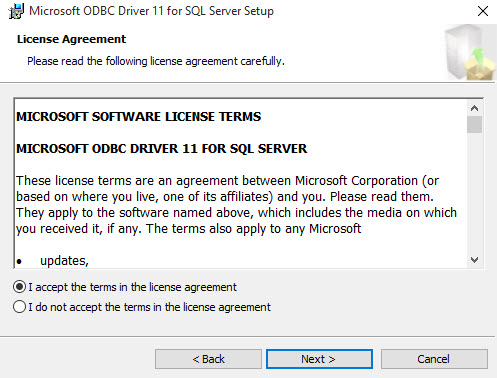 Microsoft ODBC Driver 11 for SQL Server Setup
License Agreement
Please read the following license agreement carefully.
MICROSOFT SOFTWARE LICENSE TERMS
MICROSOFT ODBC DRIVER 11 FOR SQL SERVER
These license terms are an agreement between Microsoft Corporation (or
based on where you live, one of its affiliates) and you. Please read them.
They apply to the software named above, which includes the media on which
you received it, if any. The terms also apply to any Microsoft
• updates,
I accept the terms in the license agreement
I do not accept the terms in the license agreement
< Back Next > Cancel